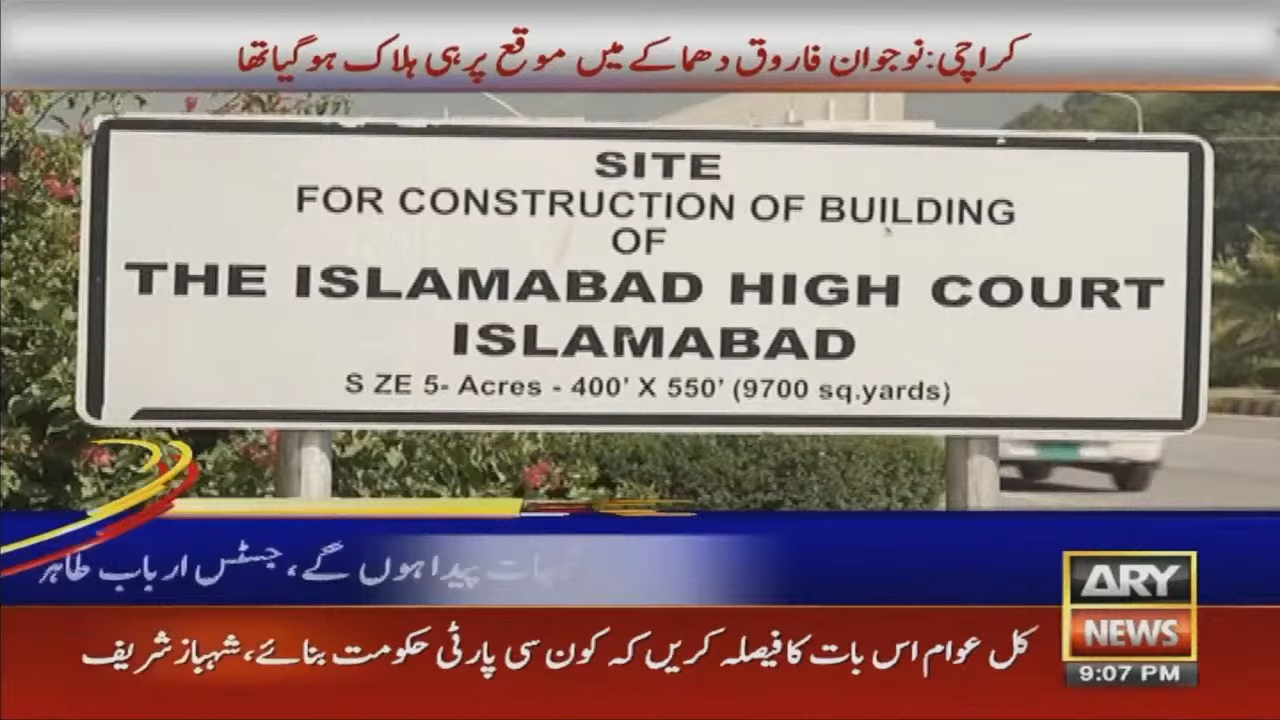 کراچی: نوجوان فاروق دھماکے میں موقع پر ہی ہلاک ہو گیا تھا
SITE
FOR CONSTRUCTION OF BUILDING
OF
THE ISLAMABAD HIGH COURT
ISLAMABAD
S ZE 5- Acres - 400' X 550' (9700 sq.yards)
پیدا ہوں گے، جسٹس ارباب طاہر
کل عوام اس بات کا فیصلہ کریں کہ کون سی پارٹی حکومت بنائے، شہباز شریف
ARY
NEWS
9:07 PM